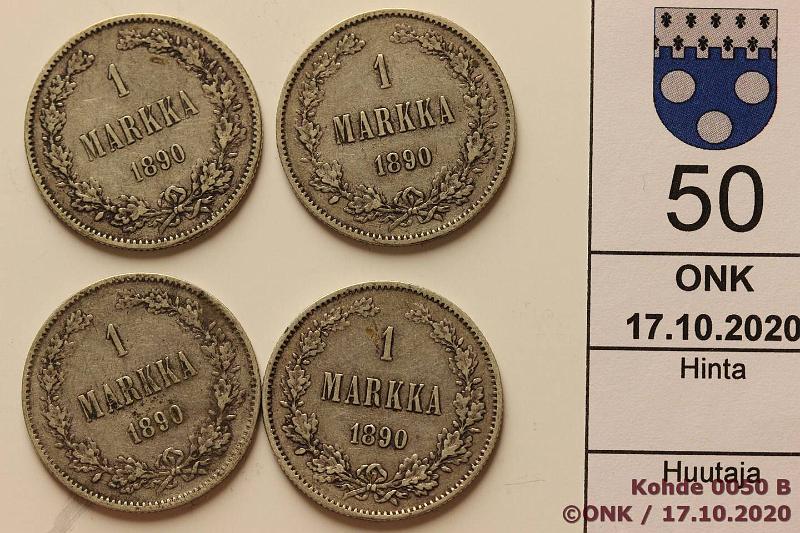 1
MARKKA
1890
1
MARKKA
1890
1
MARKKA
1890
1
MARKKA
1890
50
ONK
17.10.2020
Hinta
Huutaja
Kohde 0050 B
©ONK / 17.10.2020